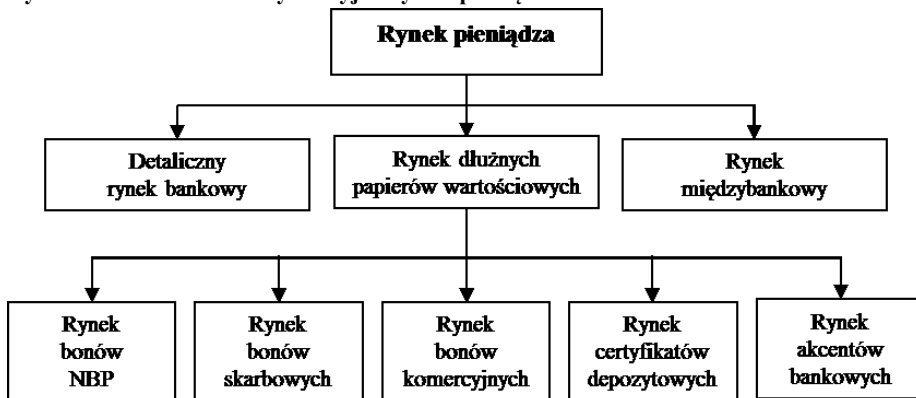 Rynek pieniądza
Detaliczny
rynek bankowy
Rynek dłużnych
papierów wartościowych
Rynek
międzybankowy
Rynek
bonów
NBP
Rynek
bonów
skarbowych
Rynek
bonów
komercyjnych
Rynek
certyfikatów
depozytowych
Rynek
akcentów
bankowych